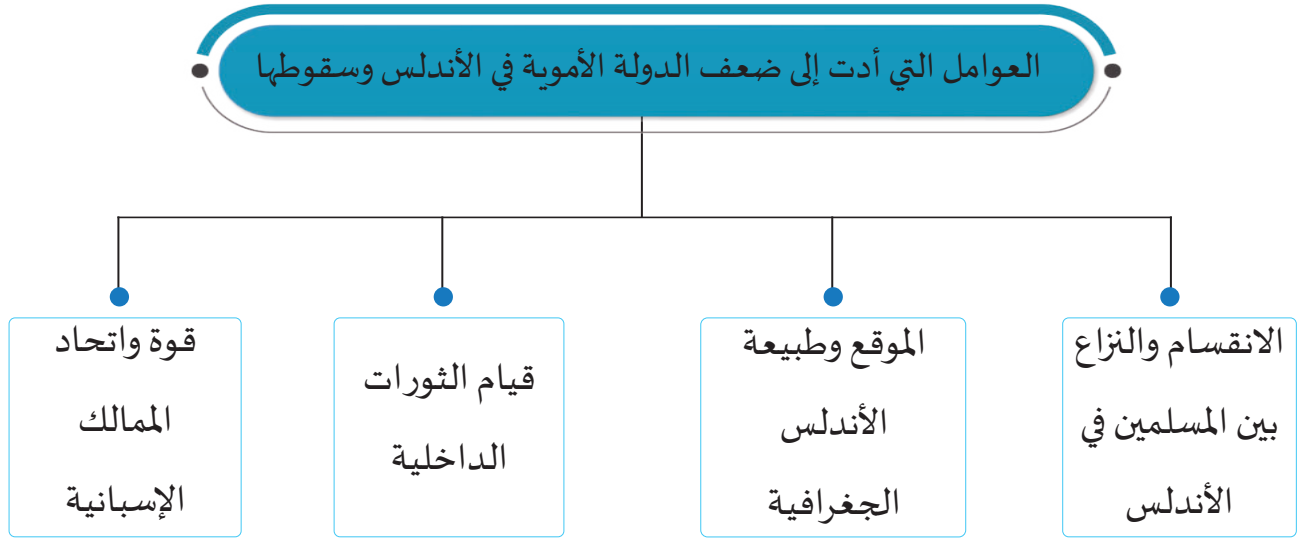 العوامل التي أدت إلى ضعف الدولة الأموية في الأندلس وسقوطها
الانقسام والنزاع
بين المسلمين في
الأندلس
الموقع وطبيعة
الأندلس
الجغرافية
قيام الثورات
الداخلية
قوة واتحاد
الممالك
الإسبانية